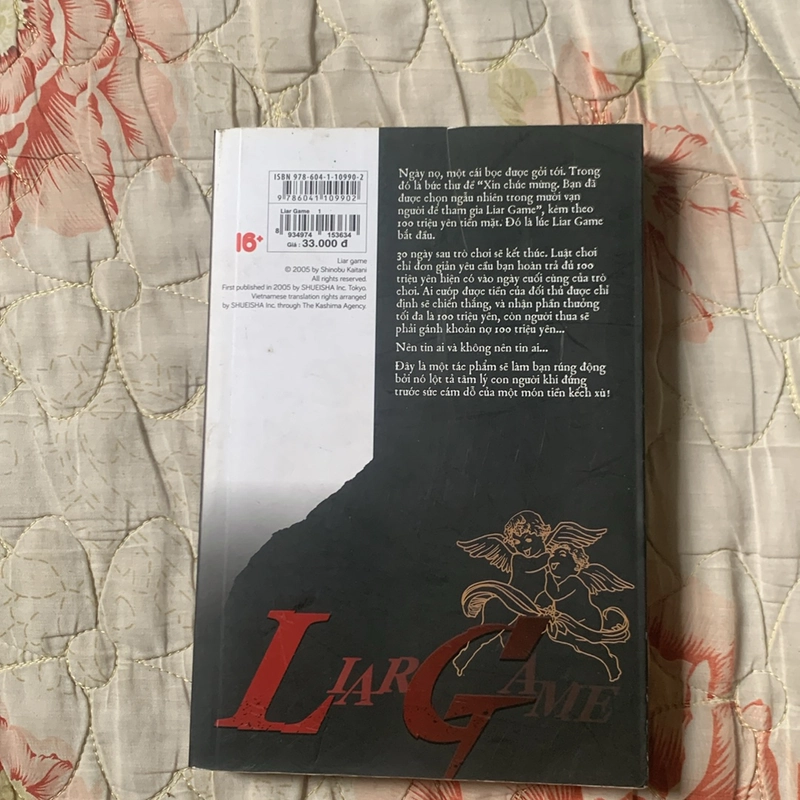 ISBN 978-604-1-10990-2
9 786041 109902
Liar Game 1
8 934974 153634
Giá : 33.000 đ
16+
Liar game
© 2005 by Shinobu Kaitani
All rights reserved.
First published in 2005 by SHUEISHA Inc. Tokyo.
Vietnamese translation rights arranged
by SHUEISHA Inc. through The Kashima Agency.
Ngày nọ, một cái bọc được gởi tới. Trong
đó là bức thư đề “Xin chúc mừng. Bạn đã
được chọn ngẫu nhiên trong mười vạn
người để tham gia Liar Game”, kèm theo
100 triệu yên tiền mặt. Đó là lúc Liar Game
bắt đầu.
30 ngày sau trò chơi sẽ kết thúc. Luật chơi
chỉ đơn giản yêu cầu bạn hoàn trả đủ 100
triệu yên hiện có vào ngày cuối cùng của trò
chơi. Ai cướp được tiền của đối thủ được chỉ
định sẽ chiến thắng, và nhận phần thưởng
tối đa là 100 triệu yên, còn người thua sẽ
phải gánh khoản nợ 100 triệu yên...
Nên tin ai và không nên tin ai...
Đây là một tác phẩm sẽ làm bạn rúng động
bởi nó lột tả tâm lý con người khi đứng
trước sức cám dỗ của một món tiền kếch xù!
LIAR GAME